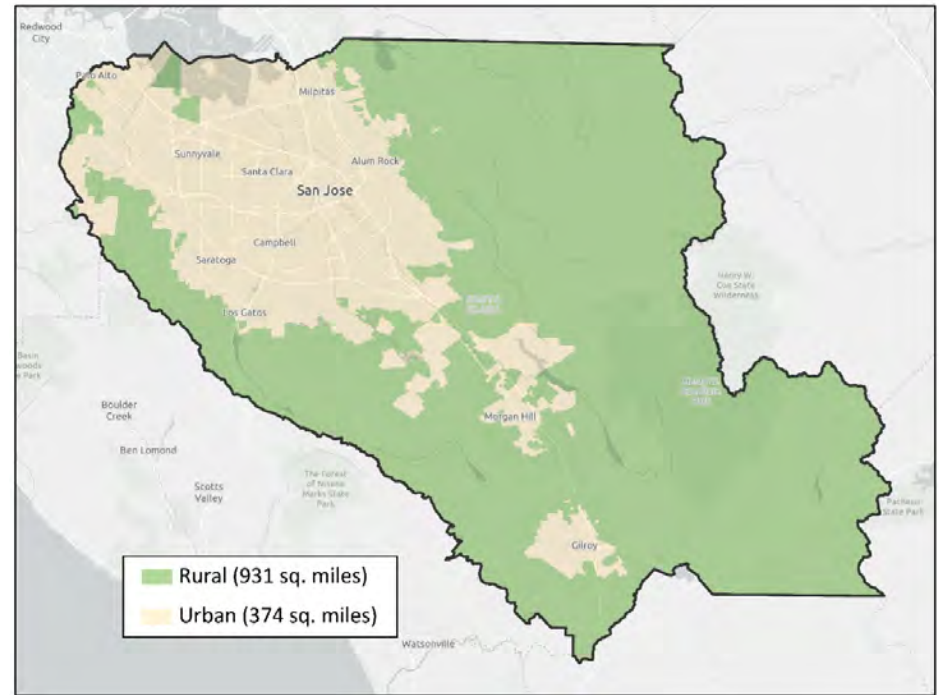 Redwood
City
Palo Alto
Milpitas
Sunnyvale
Alum Rock
Santa Clara
San Jose
Campbell
Saratoga
Los Gatos
Henry W.
Coe State
Wilderness
Boulder
Creek
Morgan Hill
Ben Lomond
Scotts
Valley
The Forest
of Nisene
Marks State
Park
Pacheco
State Park
Gilroy
Rural (931 sq. miles)
Urban (374 sq. miles)
Watsonville